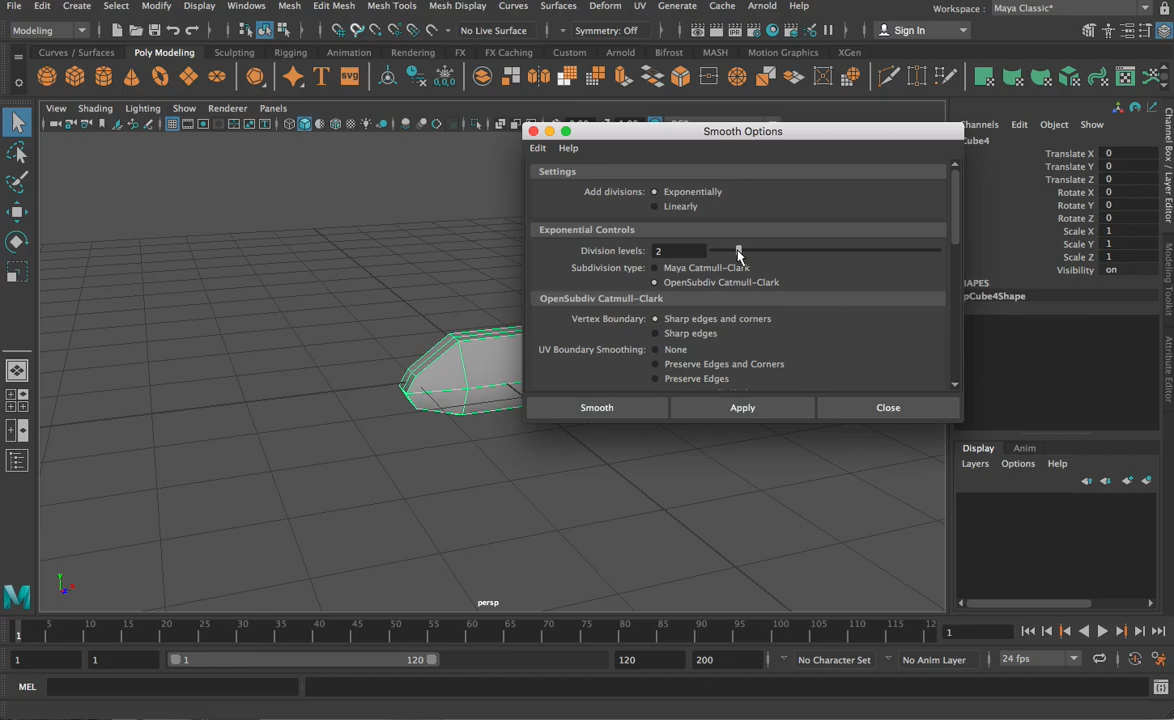 File Edit Create Select Modify Display Windows Mesh Edit Mesh Mesh Tools Mesh Display Curves Surfaces Deform UV Generate Cache Arnold Help Workspace : Maya Classic*
Modeling No Live Surface Symmetry: Off Sign In
Curves / Surfaces Poly Modeling Sculpting Rigging Animation Rendering FX FX Caching Custom Arnold Bifrost MASH Motion Graphics XGen
View Shading Lighting Show Renderer Panels
Smooth Options
Edit Help
Settings
Add divisions: Exponentially
Linearly
Exponential Controls
Division levels: 2
Subdivision type: Maya Catmull-Clark
OpenSubdiv Catmull-Clark
OpenSubdiv Catmull-Clark
Vertex Boundary: Sharp edges and corners
Sharp edges
UV Boundary Smoothing: None
Preserve Edges and Corners
Preserve Edges
Smooth Apply Close
Edit Object Show
Translate X 0
Translate Y 0
Translate Z 0
Rotate X 0
Rotate Y 0
Rotate Z 0
Scale X 1
Scale Y 1
Scale Z 1
Visibility on
pCube4Shape
Channel Box / Layer Editor
Modeling Toolkit
Attribute Editor
Display Anim
Layers Options Help
persp
1 5 10 15 20 25 30 35 40 45 50 55 60 65 70 75 80 85 90 95 100 105 110 115 12 1
1 1 1 120 120 200 No Character Set No Anim Layer 24 fps
MEL